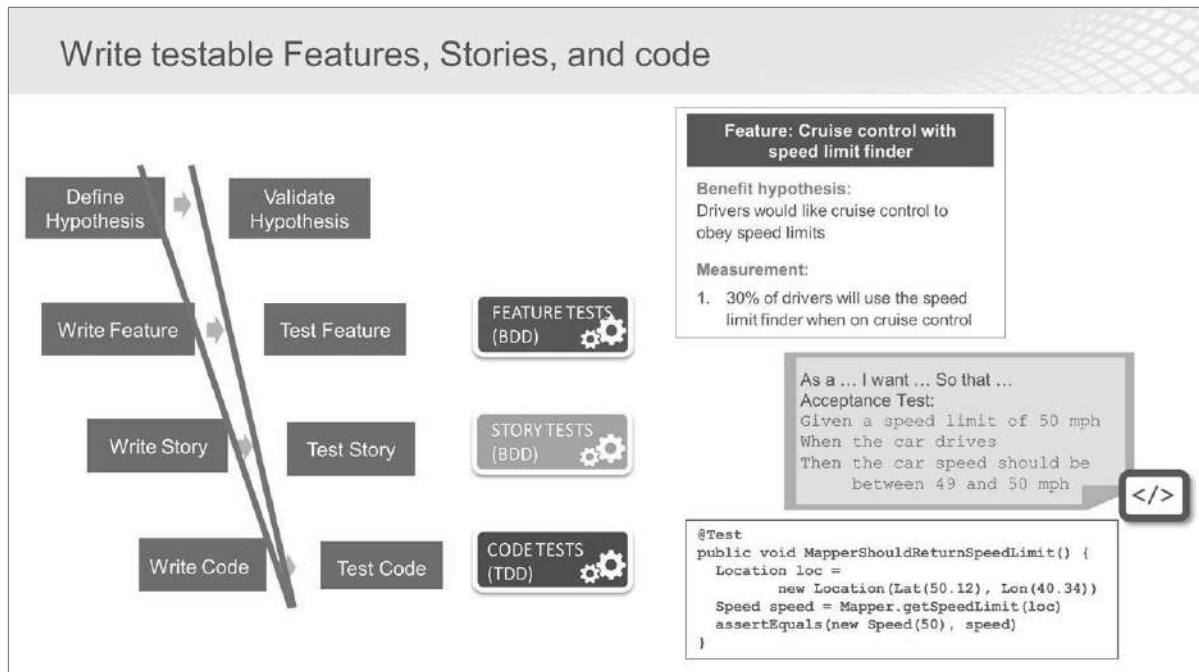 Write testable Features, Stories, and code
Define
Hypothesis
Validate
Hypothesis
Write Feature
Test Feature
FEATURE TESTS
(BDD)
Write Story
Test Story
STORY TESTS
(BDD)
Write Code
Test Code
CODE TESTS
(TDD)
Feature: Cruise control with
speed limit finder
Benefit hypothesis:
Drivers would like cruise control to
obey speed limits
Measurement:
1. 30% of drivers will use the speed
limit finder when on cruise control
As a … I want … So that …
Acceptance Test:
Given a speed limit of 50 mph
When the car drives
Then the car speed should be
between 49 and 50 mph
</>
@Test
public void MapperShouldReturnSpeedLimit() {
Location loc =
new Location(Lat(50.12), Lon(40.34))
Speed speed = Mapper.getSpeedLimit(loc)
assertEquals(new Speed(50), speed)
}